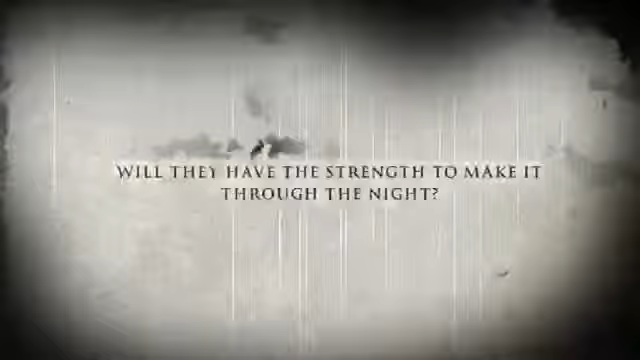 WILL THEY HAVE THE STRENGTH TO MAKE IT
THROUGH THE NIGHT?